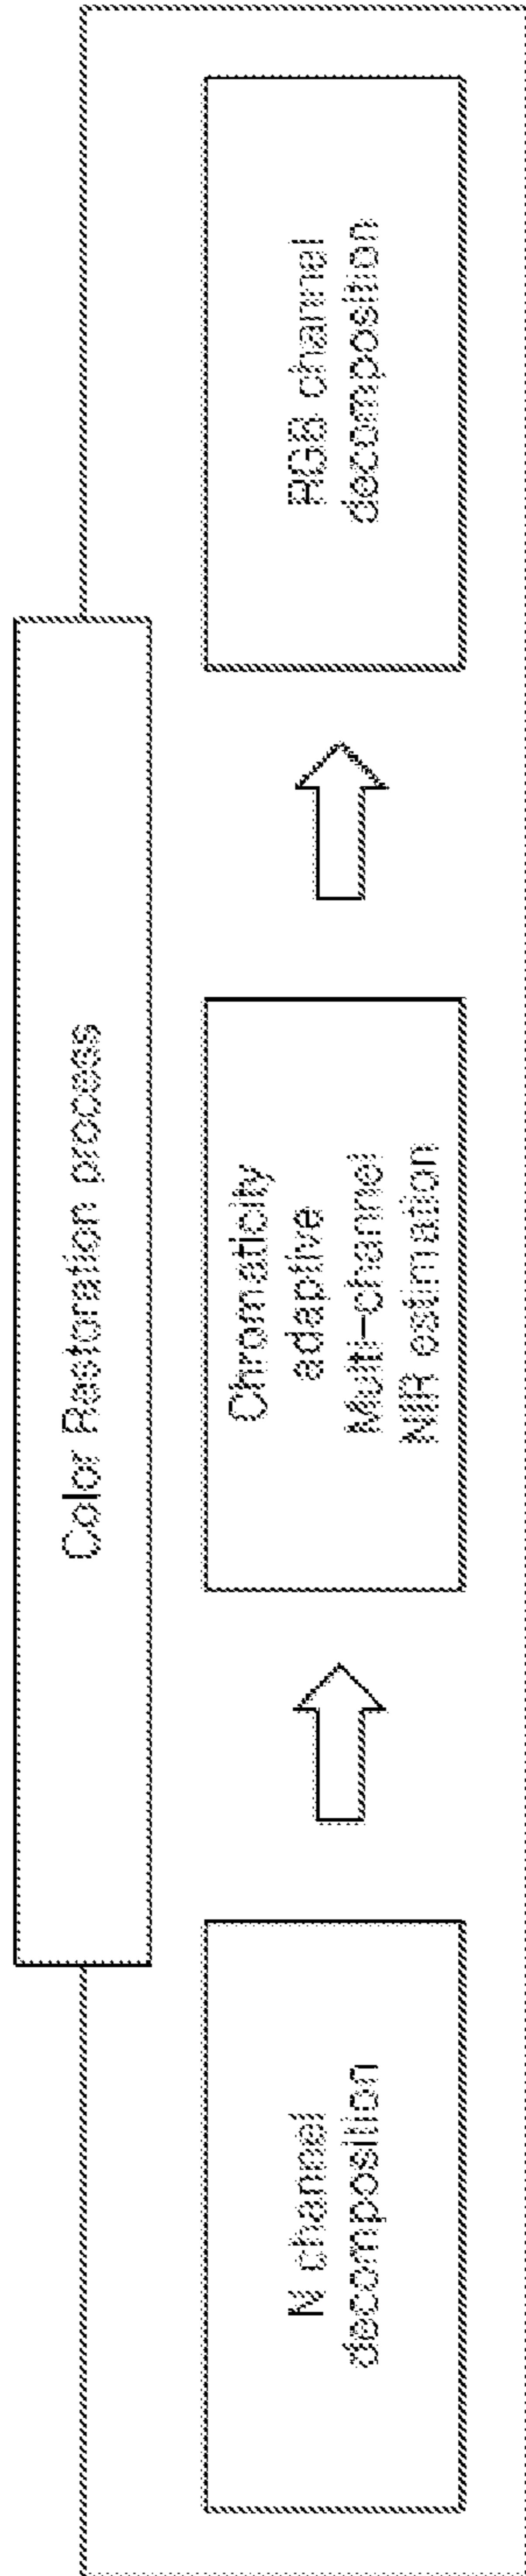 Color Restoration process
N channel
decomposition
Chromaticity
adaptive
Multi-channel
NIR estimation
RGB channel
decomposition